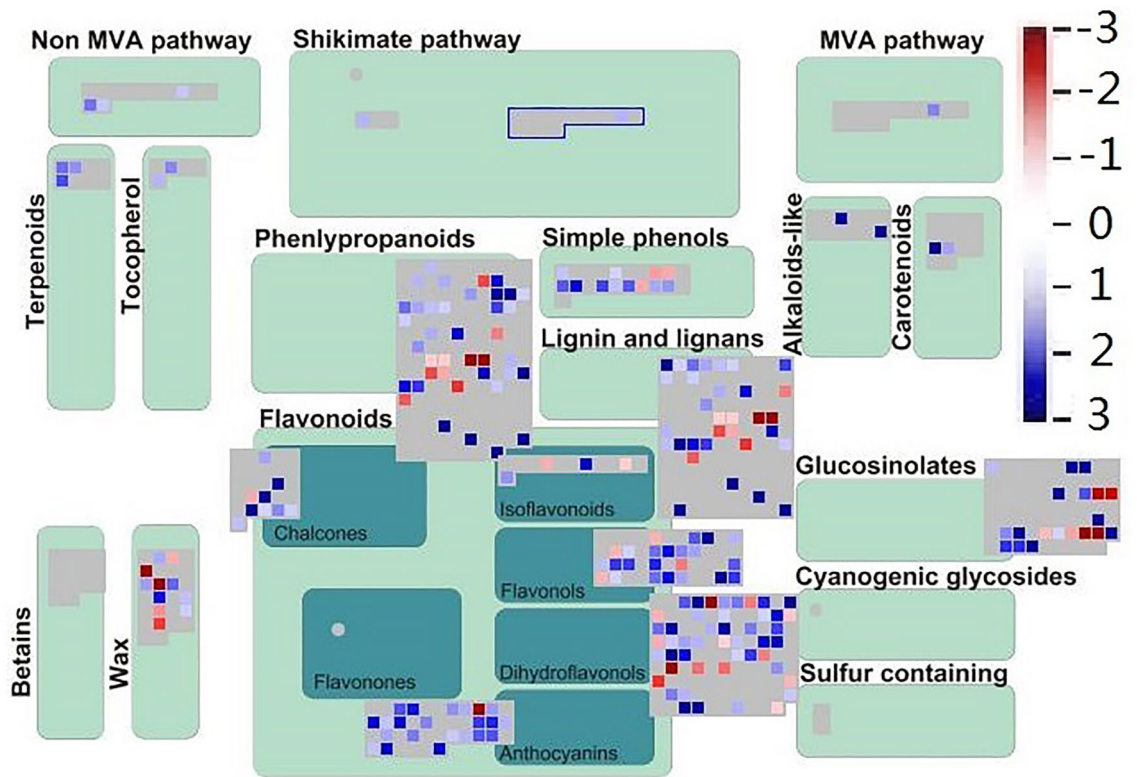 Non MVA pathway
Shikimate pathway
MVA pathway
-3
-2
-1
0
1
2
3
Terpenoids
Tocopherol
Phenlypropanoids
Simple phenols
Alkaloids-like
Carotenoids
Lignin and lignans
Flavonoids
Chalcones
Isoflavonoids
Glucosinolates
Flavonols
Cyanogenic glycosides
Betains
Wax
Flavonones
Dihydroflavonols
Sulfur containing
Anthocyanins